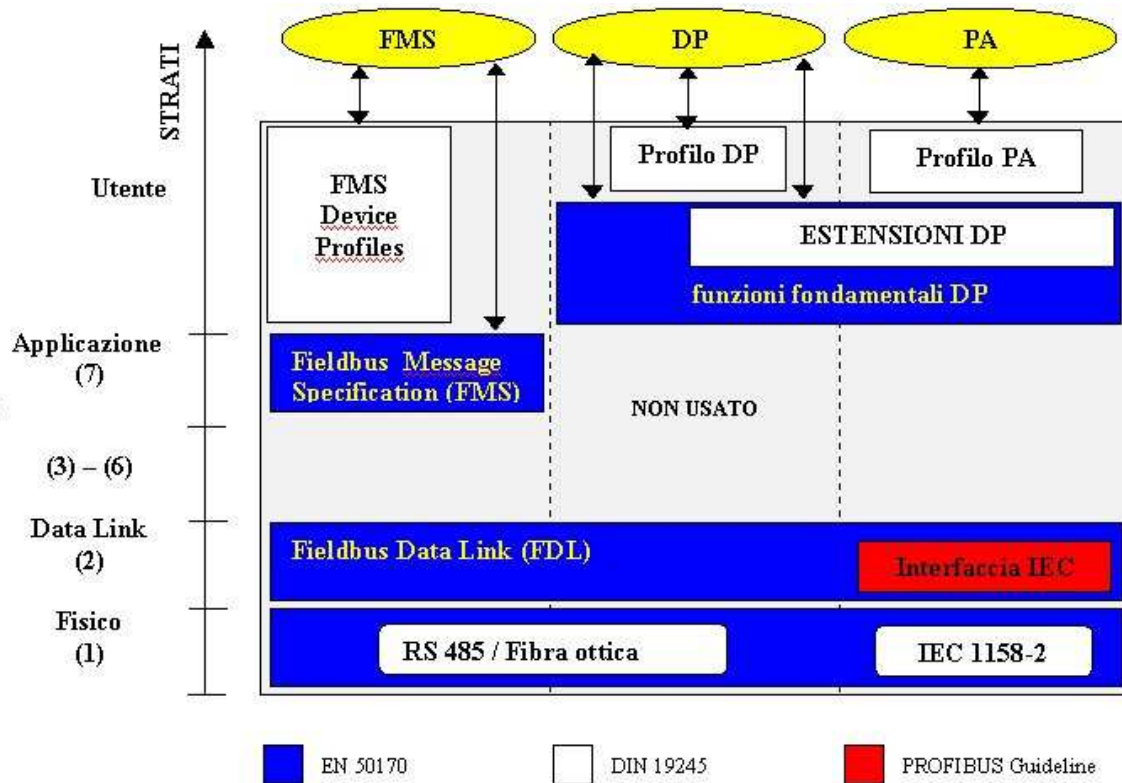 FMS
DP
PA
STRATI
Utente
FMS
Device
Profiles
Profilo DP
Profilo PA
ESTENSIONI DP
funzioni fondamentali DP
Applicazione
(7)
Fieldbus Message
Specification (FMS)
NON USATO
(3) – (6)
Data Link
(2)
Fieldbus Data Link (FDL)
Interfaccia IEC
Fisico
(1)
RS 485 / Fibra ottica
IEC 1158-2
EN 50170
DIN 19245
PROFIBUS Guideline